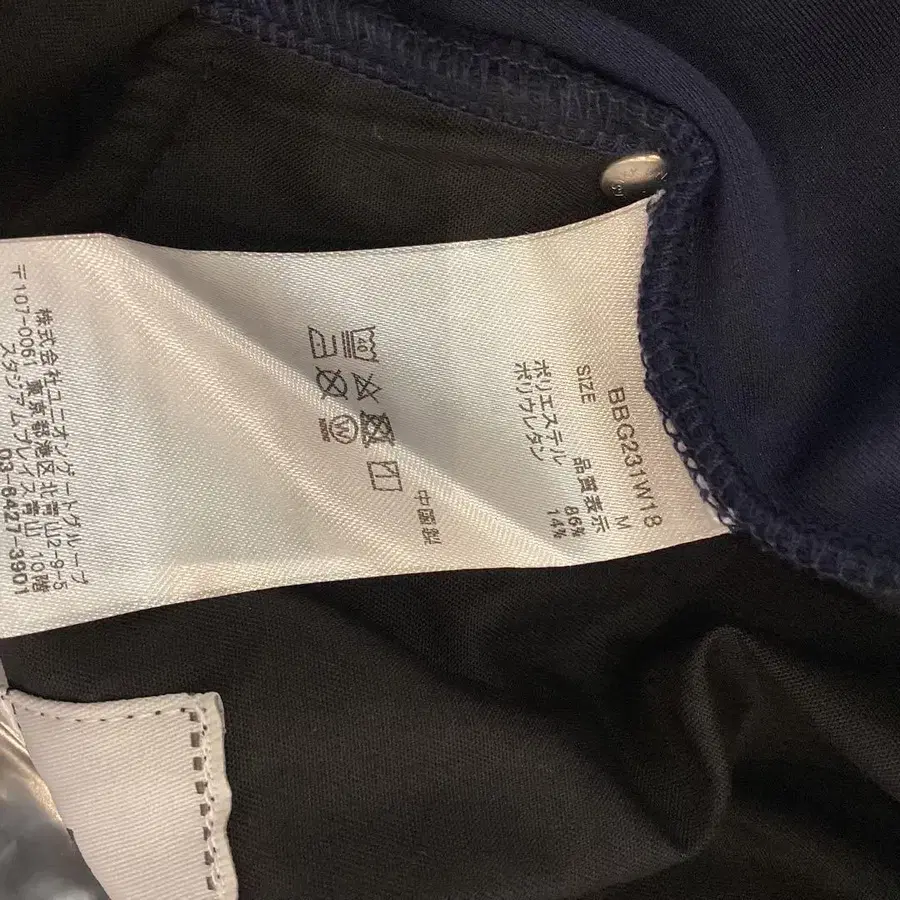 BBG231W18
SIZE M
品質表示
ポリエステル 86%
ポリウレタン 14%
40
W
中国製
株式会社ユニオンゲートグループ
〒107-0061 東京都港区北青山2-9-5
スタジアムプレイス青山 10階
03-6427-3901